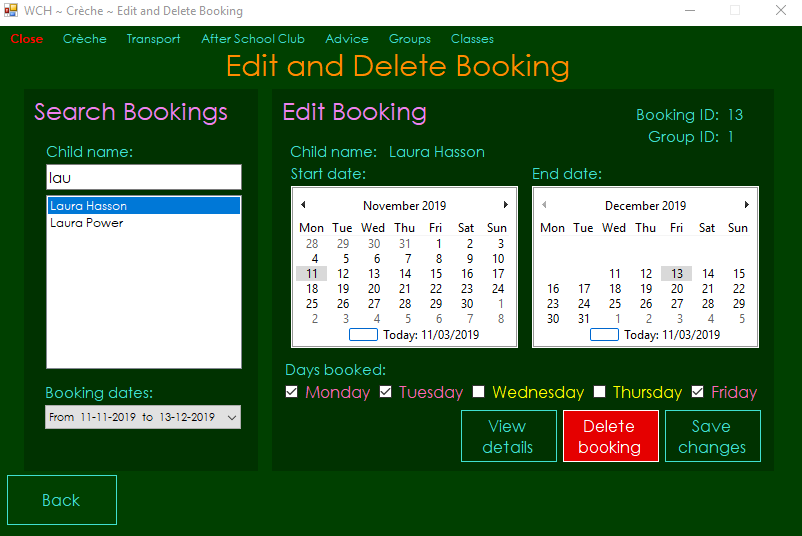 WCH ~ Crèche ~ Edit and Delete Booking
Close Crèche Transport After School Club Advice Groups Classes
Edit and Delete Booking
Search Bookings
Child name:
lau
Laura Hasson
Laura Power
Booking dates:
From 11-11-2019 to 13-12-2019
Edit Booking
Booking ID: 13
Group ID: 1
Child name: Laura Hasson
Start date:
November 2019
Mon Tue Wed Thu Fri Sat Sun
28 29 30 31 1 2 3
4 5 6 7 8 9 10
11 12 13 14 15 16 17
18 19 20 21 22 23 24
25 26 27 28 29 30 1
2 3 4 5 6 7 8
Today: 11/03/2019
End date:
December 2019
Mon Tue Wed Thu Fri Sat Sun
11 12 13 14 15
16 17 18 19 20 21 22
23 24 25 26 27 28 29
30 31 1 2 3 4 5
Today: 11/03/2019
Days booked:
Monday Tuesday Wednesday Thursday Friday
View
details
Delete
booking
Save
changes
Back